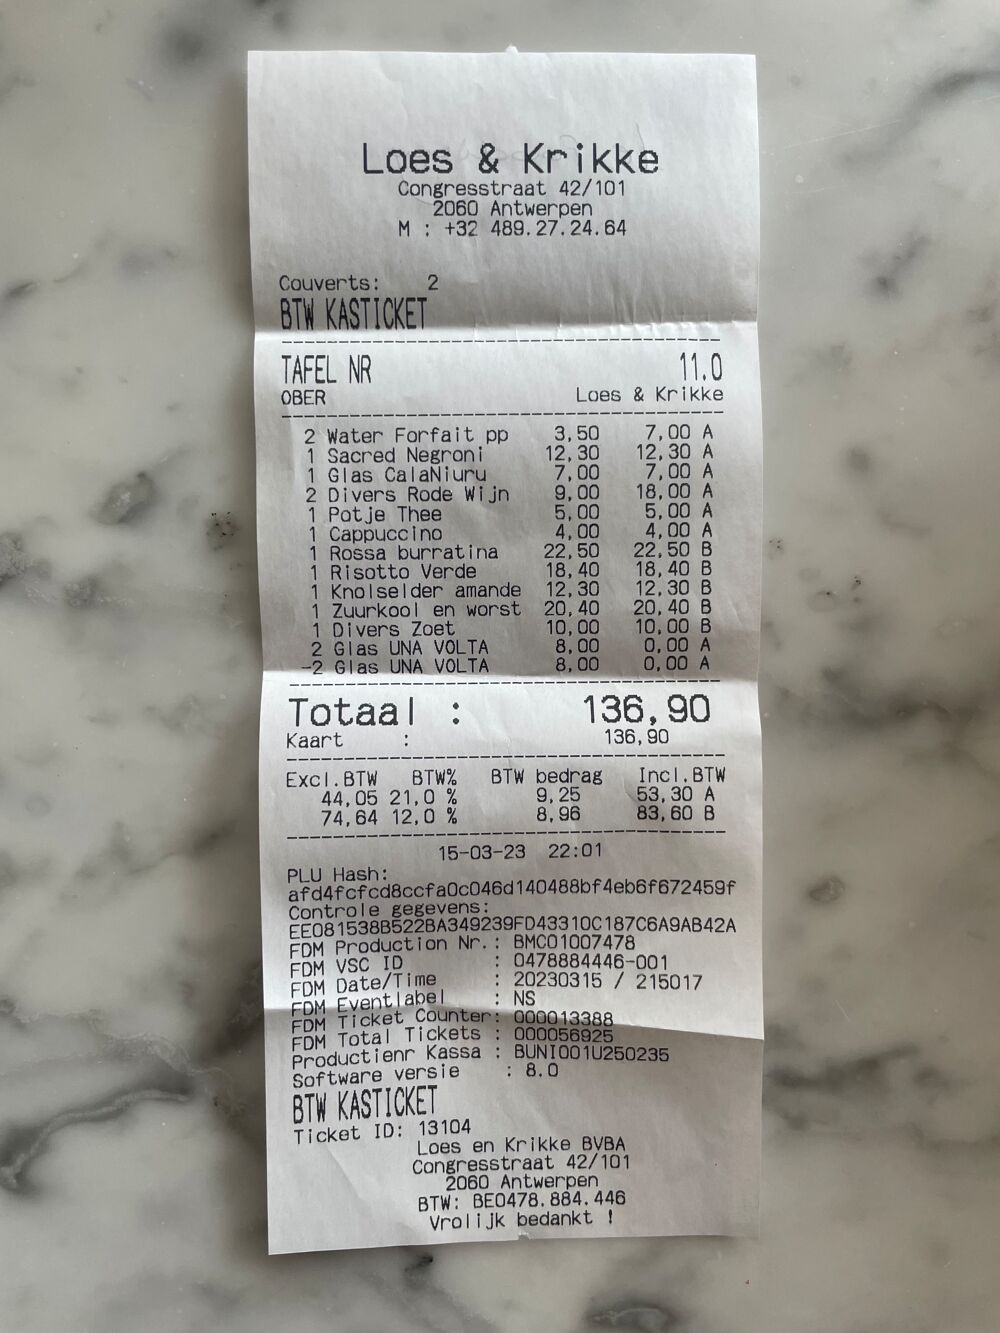 Loes & Krikke
Congresstraat 42/101
2060 Antwerpen
M : +32 489.27.24.64
Couverts: 2
BTW KASTICKET
TAFEL NR 11.0
OBER Loes & Krikke
2 Water Forfait pp 3,50 7,00 A
1 Sacred Negroni 12,30 12,30 A
1 Glas CalaNiuru 7,00 7,00 A
2 Divers Rode Wijn 9,00 18,00 A
1 Potje Thee 5,00 5,00 A
1 Cappuccino 4,00 4,00 A
1 Rossa burratina 22,50 22,50 B
1 Risotto Verde 18,40 18,40 B
1 Knolselder amande 12,30 12,30 B
1 Zuurkool en worst 20,40 20,40 B
1 Divers Zoet 10,00 10,00 B
2 Glas UNA VOLTA 8,00 0,00 A
-2 Glas UNA VOLTA 8,00 0,00 A
Totaal : 136,90
Kaart : 136,90
Excl.BTW BTW% BTW bedrag Incl.BTW
44,05 21,0 % 9,25 53,30 A
74,64 12,0 % 8,96 83,60 B
15-03-23 22:01
PLU Hash:
afd4fcfcd8ccfa0c046d140488bf4eb6f672459f
Controle gegevens:
EE081538B522BA349239FD43310C187C6A9AB42A
FDM Production Nr.: BMC01007478
FDM VSC ID : 0478884446-001
FDM Date/Time : 20230315 / 215017
FDM Eventlabel : NS
FDM Ticket Counter: 000013388
FDM Total Tickets : 000056925
Productienr Kassa : BUNI001U250235
Software versie : 8.0
BTW KASTICKET
Ticket ID: 13104
Loes en Krikke BVBA
Congresstraat 42/101
2060 Antwerpen
BTW: BE0478.884.446
Vrolijk bedankt !